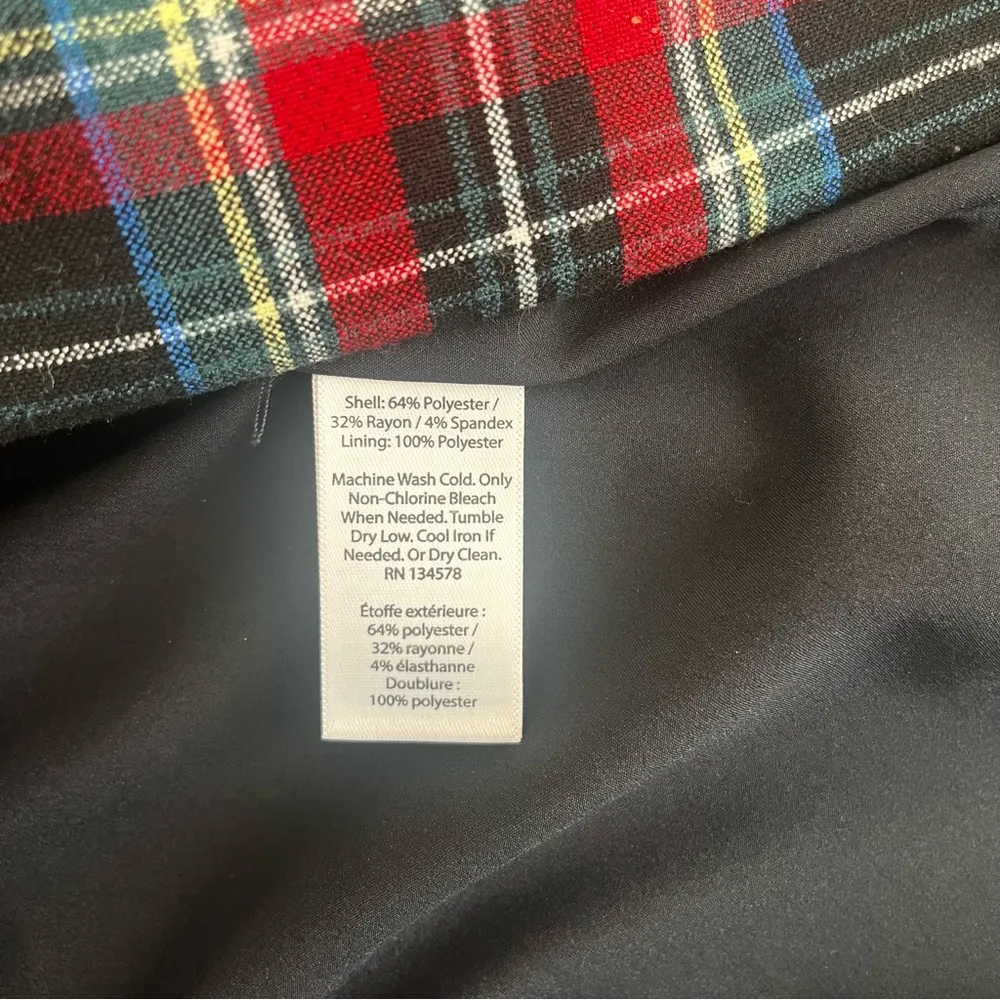 Shell: 64% Polyester /
32% Rayon / 4% Spandex
Lining: 100% Polyester
Machine Wash Cold. Only
Non-Chlorine Bleach
When Needed. Tumble
Dry Low. Cool Iron If
Needed. Or Dry Clean.
RN 134578
Étoffe extérieure :
64% polyester /
32% rayonne /
4% élasthanne
Doublure :
100% polyester